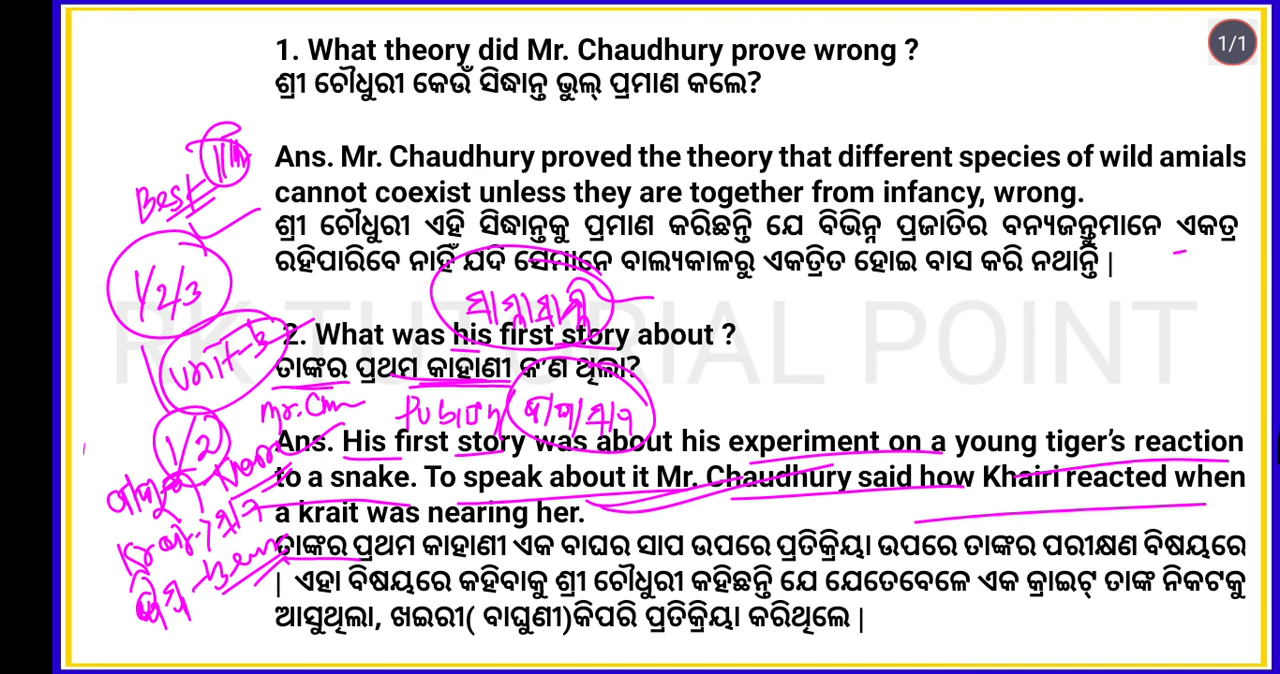 1/1
1. What theory did Mr. Chaudhury prove wrong ?
ଶ୍ରୀ ଚୌଧୁରୀ କେଉଁ ସିଦ୍ଧାନ୍ତ ଭୁଲ୍ ପ୍ରମାଣ କଲେ?
Ans. Mr. Chaudhury proved the theory that different species of wild amials
cannot coexist unless they are together from infancy, wrong.
ଶ୍ରୀ ଚୌଧୁରୀ ଏହି ସିଦ୍ଧାନ୍ତକୁ ପ୍ରମାଣ କରିଛନ୍ତି ଯେ ବିଭିନ୍ନ ପ୍ରଜାତିର ବନ୍ୟଜନ୍ତୁମାନେ ଏକତ୍ର
ରହିପାରିବେ ନାହିଁ ଯଦି ସେମାନେ ବାଲ୍ୟକାଳରୁ ଏକତ୍ରିତ ହୋଇ ବାସ କରି ନଥାନ୍ତି |
Best
1/2/3
2. What was his first story about ?
ତାଙ୍କର ପ୍ରଥମ କାହାଣୀ କ'ଣ ଥିଲା?
unit-
1/2
Ans. His first story was about his experiment on a young tiger's reaction
to a snake. To speak about it Mr. Chaudhury said how Khairi reacted when
a krait was nearing her.
ତାଙ୍କର ପ୍ରଥମ କାହାଣୀ ଏକ ବାଘର ସାପ ଉପରେ ପ୍ରତିକ୍ରିୟା ଉପରେ ତାଙ୍କର ପରୀକ୍ଷଣ ବିଷୟରେ
| ଏହା ବିଷୟରେ କହିବାକୁ ଶ୍ରୀ ଚୌଧୁରୀ କହିଛନ୍ତି ଯେ ଯେତେବେଳେ ଏକ କ୍ରାଇଟ୍ ତାଙ୍କ ନିକଟକୁ
ଆସୁଥିଲା, ଖଇରୀ( ବାଘୁଣୀ)କିପରି ପ୍ରତିକ୍ରିୟା କରିଥିଲେ |
TUTORIAL POINT